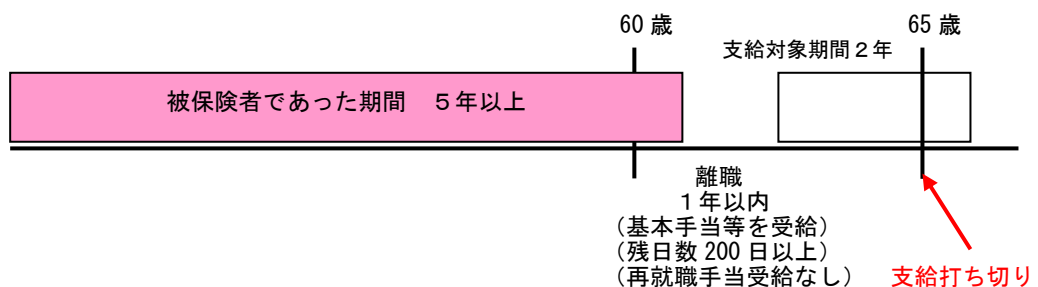 60 歳
65 歳
支給対象期間２年
被保険者であった期間　５年以上
離職
１年以内
（基本手当等を受給）
（残日数 200 日以上）
（再就職手当受給なし）
支給打ち切り